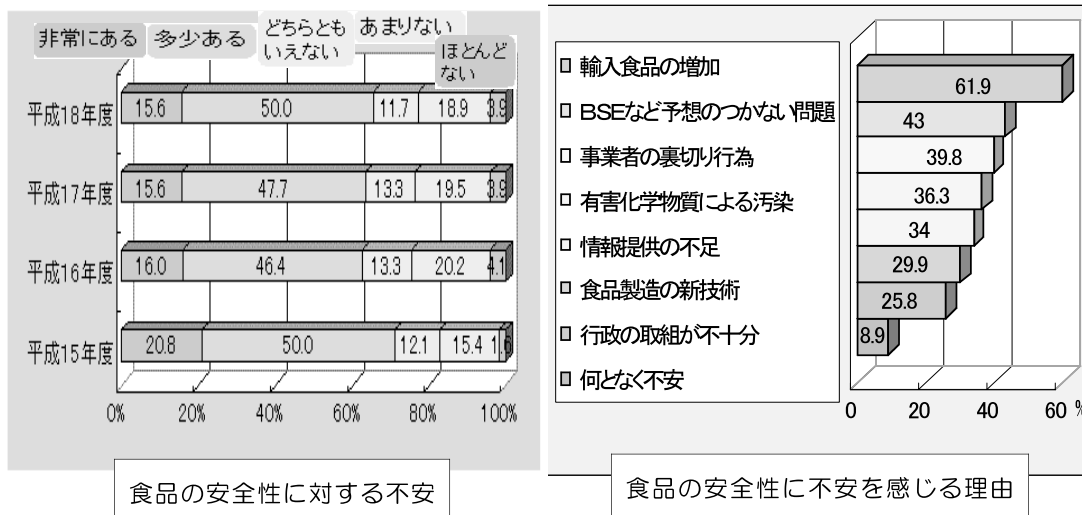 非常にある
多少ある
どちらとも
いえない
あまりない
ほとんど
ない
平成18年度
15.6
50.0
11.7
18.9
3.9
平成17年度
15.6
47.7
13.3
19.5
3.9
平成16年度
16.0
46.4
13.3
20.2
4.1
平成15年度
20.8
50.0
12.1
15.4
1.6
0%
20%
40%
60%
80%
100%
食品の安全性に対する不安
輸入食品の増加
BSEなど予想のつかない問題
事業者の裏切り行為
有害化学物質による汚染
情報提供の不足
食品製造の新技術
行政の取組が不十分
何となく不安
61.9
43
39.8
36.3
34
29.9
25.8
8.9
0
20
40
60 %
食品の安全性に不安を感じる理由